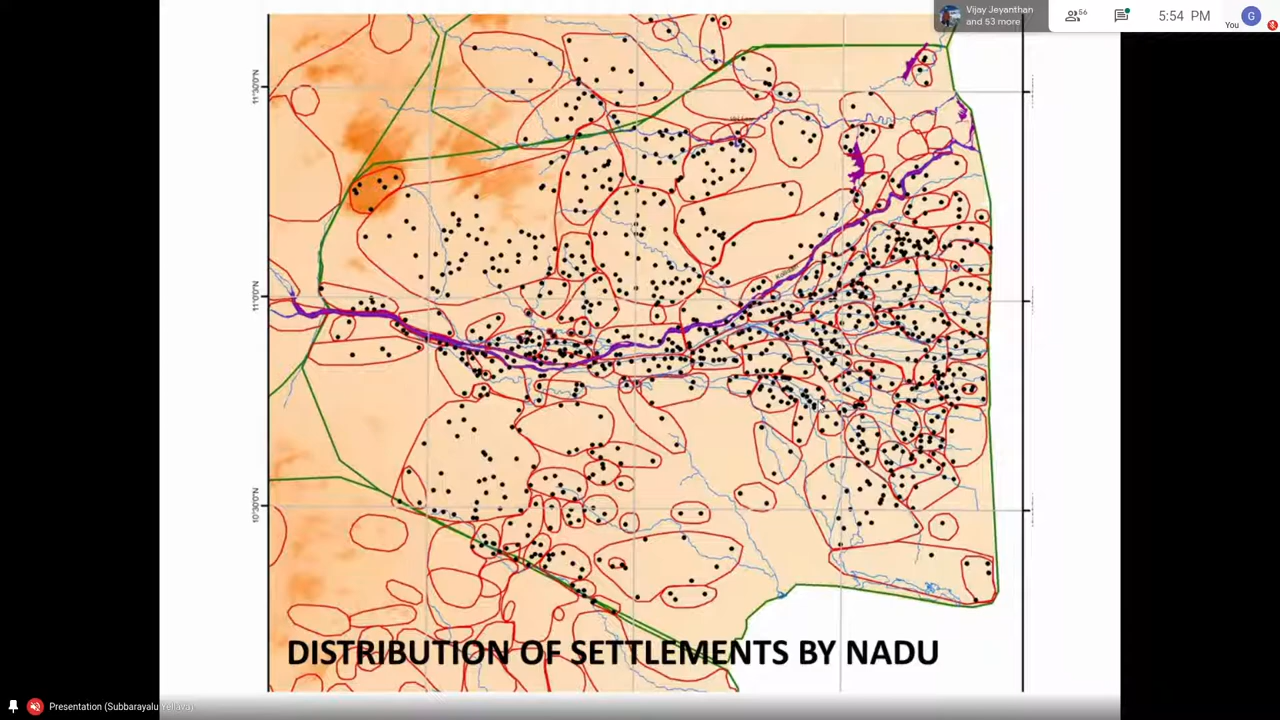 Vijay Jeyanthan
and 53 more
56
5:54 PM
G
You
11°30'0"N
11°0'0"N
10°30'0"N
DISTRIBUTION OF SETTLEMENTS BY NADU
Presentation (Subbarayalu Yellava)